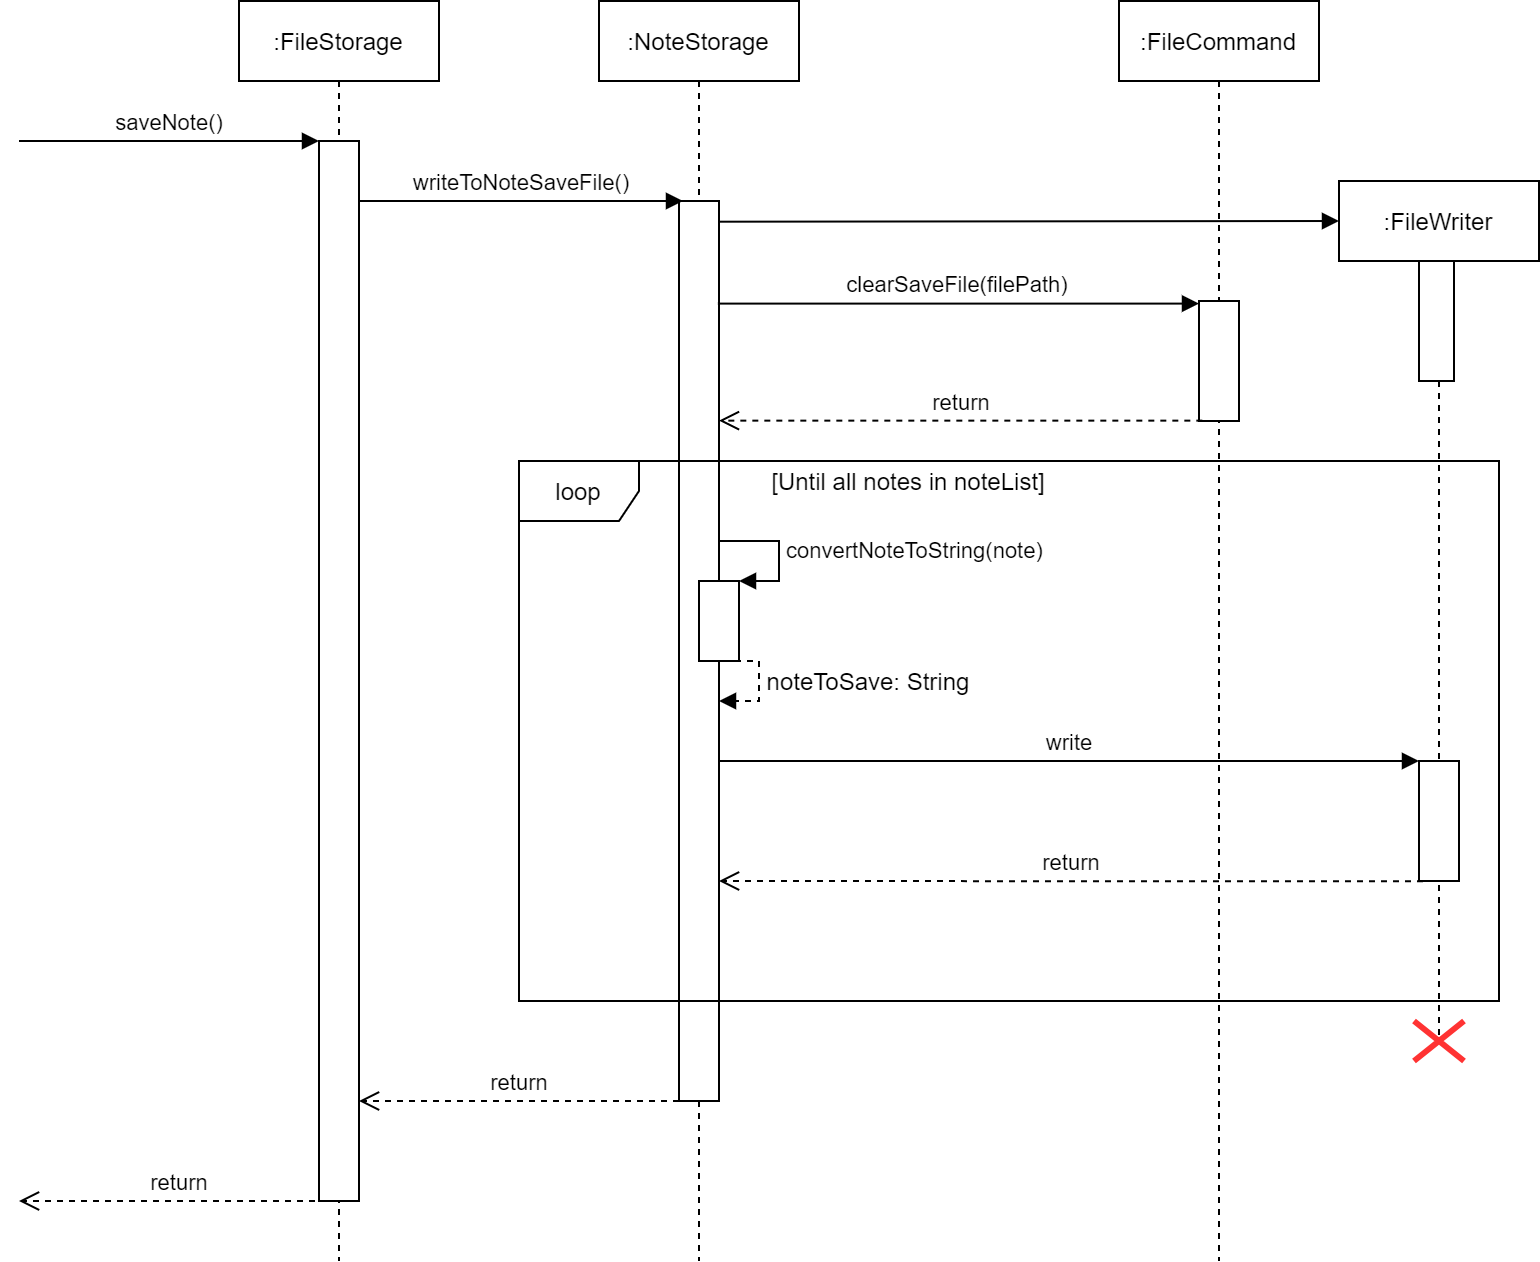 :FileStorage
:NoteStorage
:FileCommand
saveNote()
writeToNoteSaveFile()
:FileWriter
clearSaveFile(filePath)
return
loop
[Until all notes in noteList]
convertNoteToString(note)
noteToSave: String
write
return
return
return